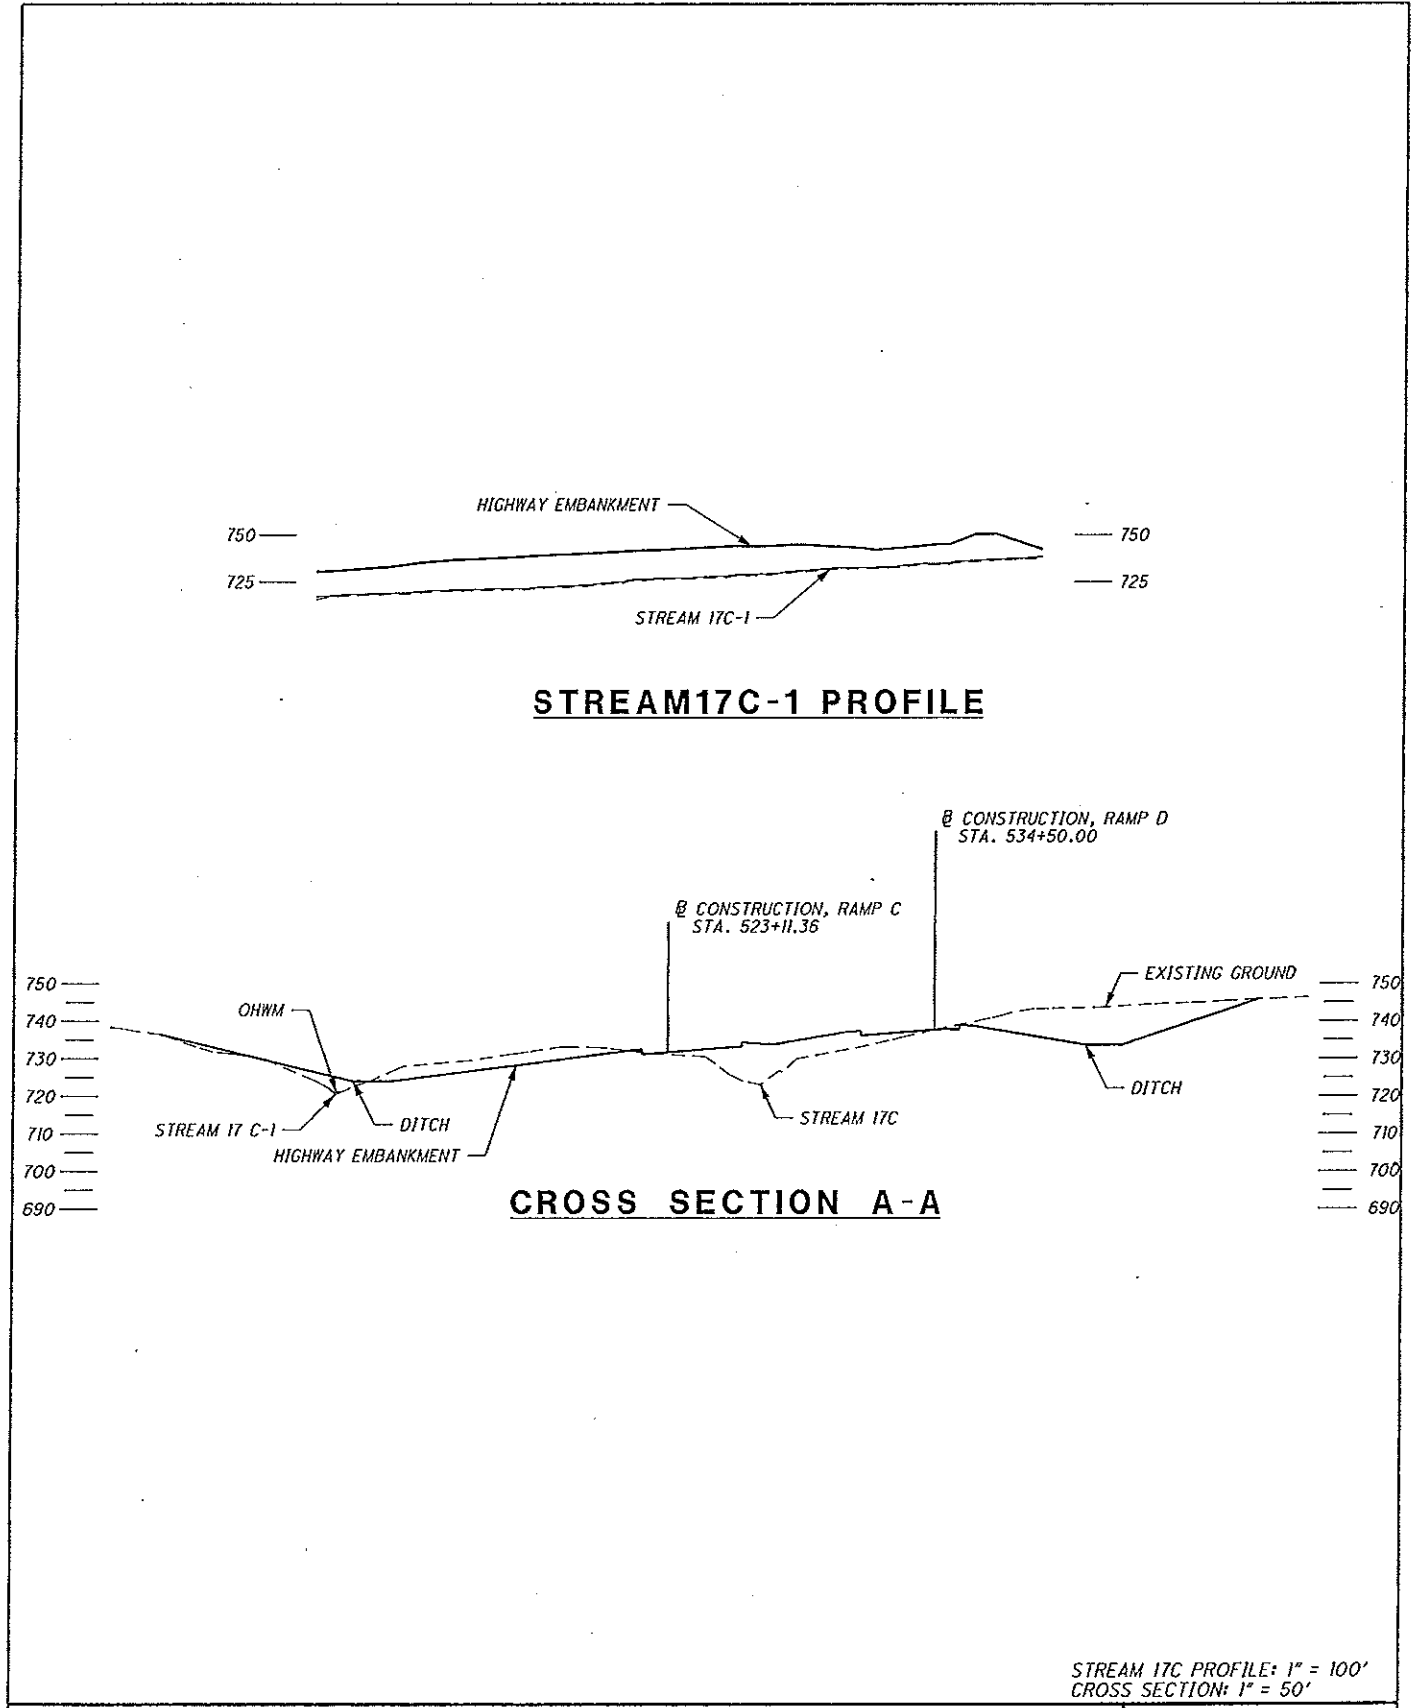 HIGHWAY EMBANKMENT
750
750
725
725
STREAM 17C-1
STREAM17C-1 PROFILE
CONSTRUCTION, RAMP D
STA. 534+50.00
CONSTRUCTION, RAMP C
STA. 523+11.36
EXISTING GROUND
750
750
OHWM
740
740
730
730
DITCH
720
720
STREAM 17C
STREAM 17 C-1
DITCH
710
710
HIGHWAY EMBANKMENT
700
700
CROSS SECTION A-A
690
690
STREAM 17C PROFILE: 1" = 100'
CROSS SECTION: 1" = 50'